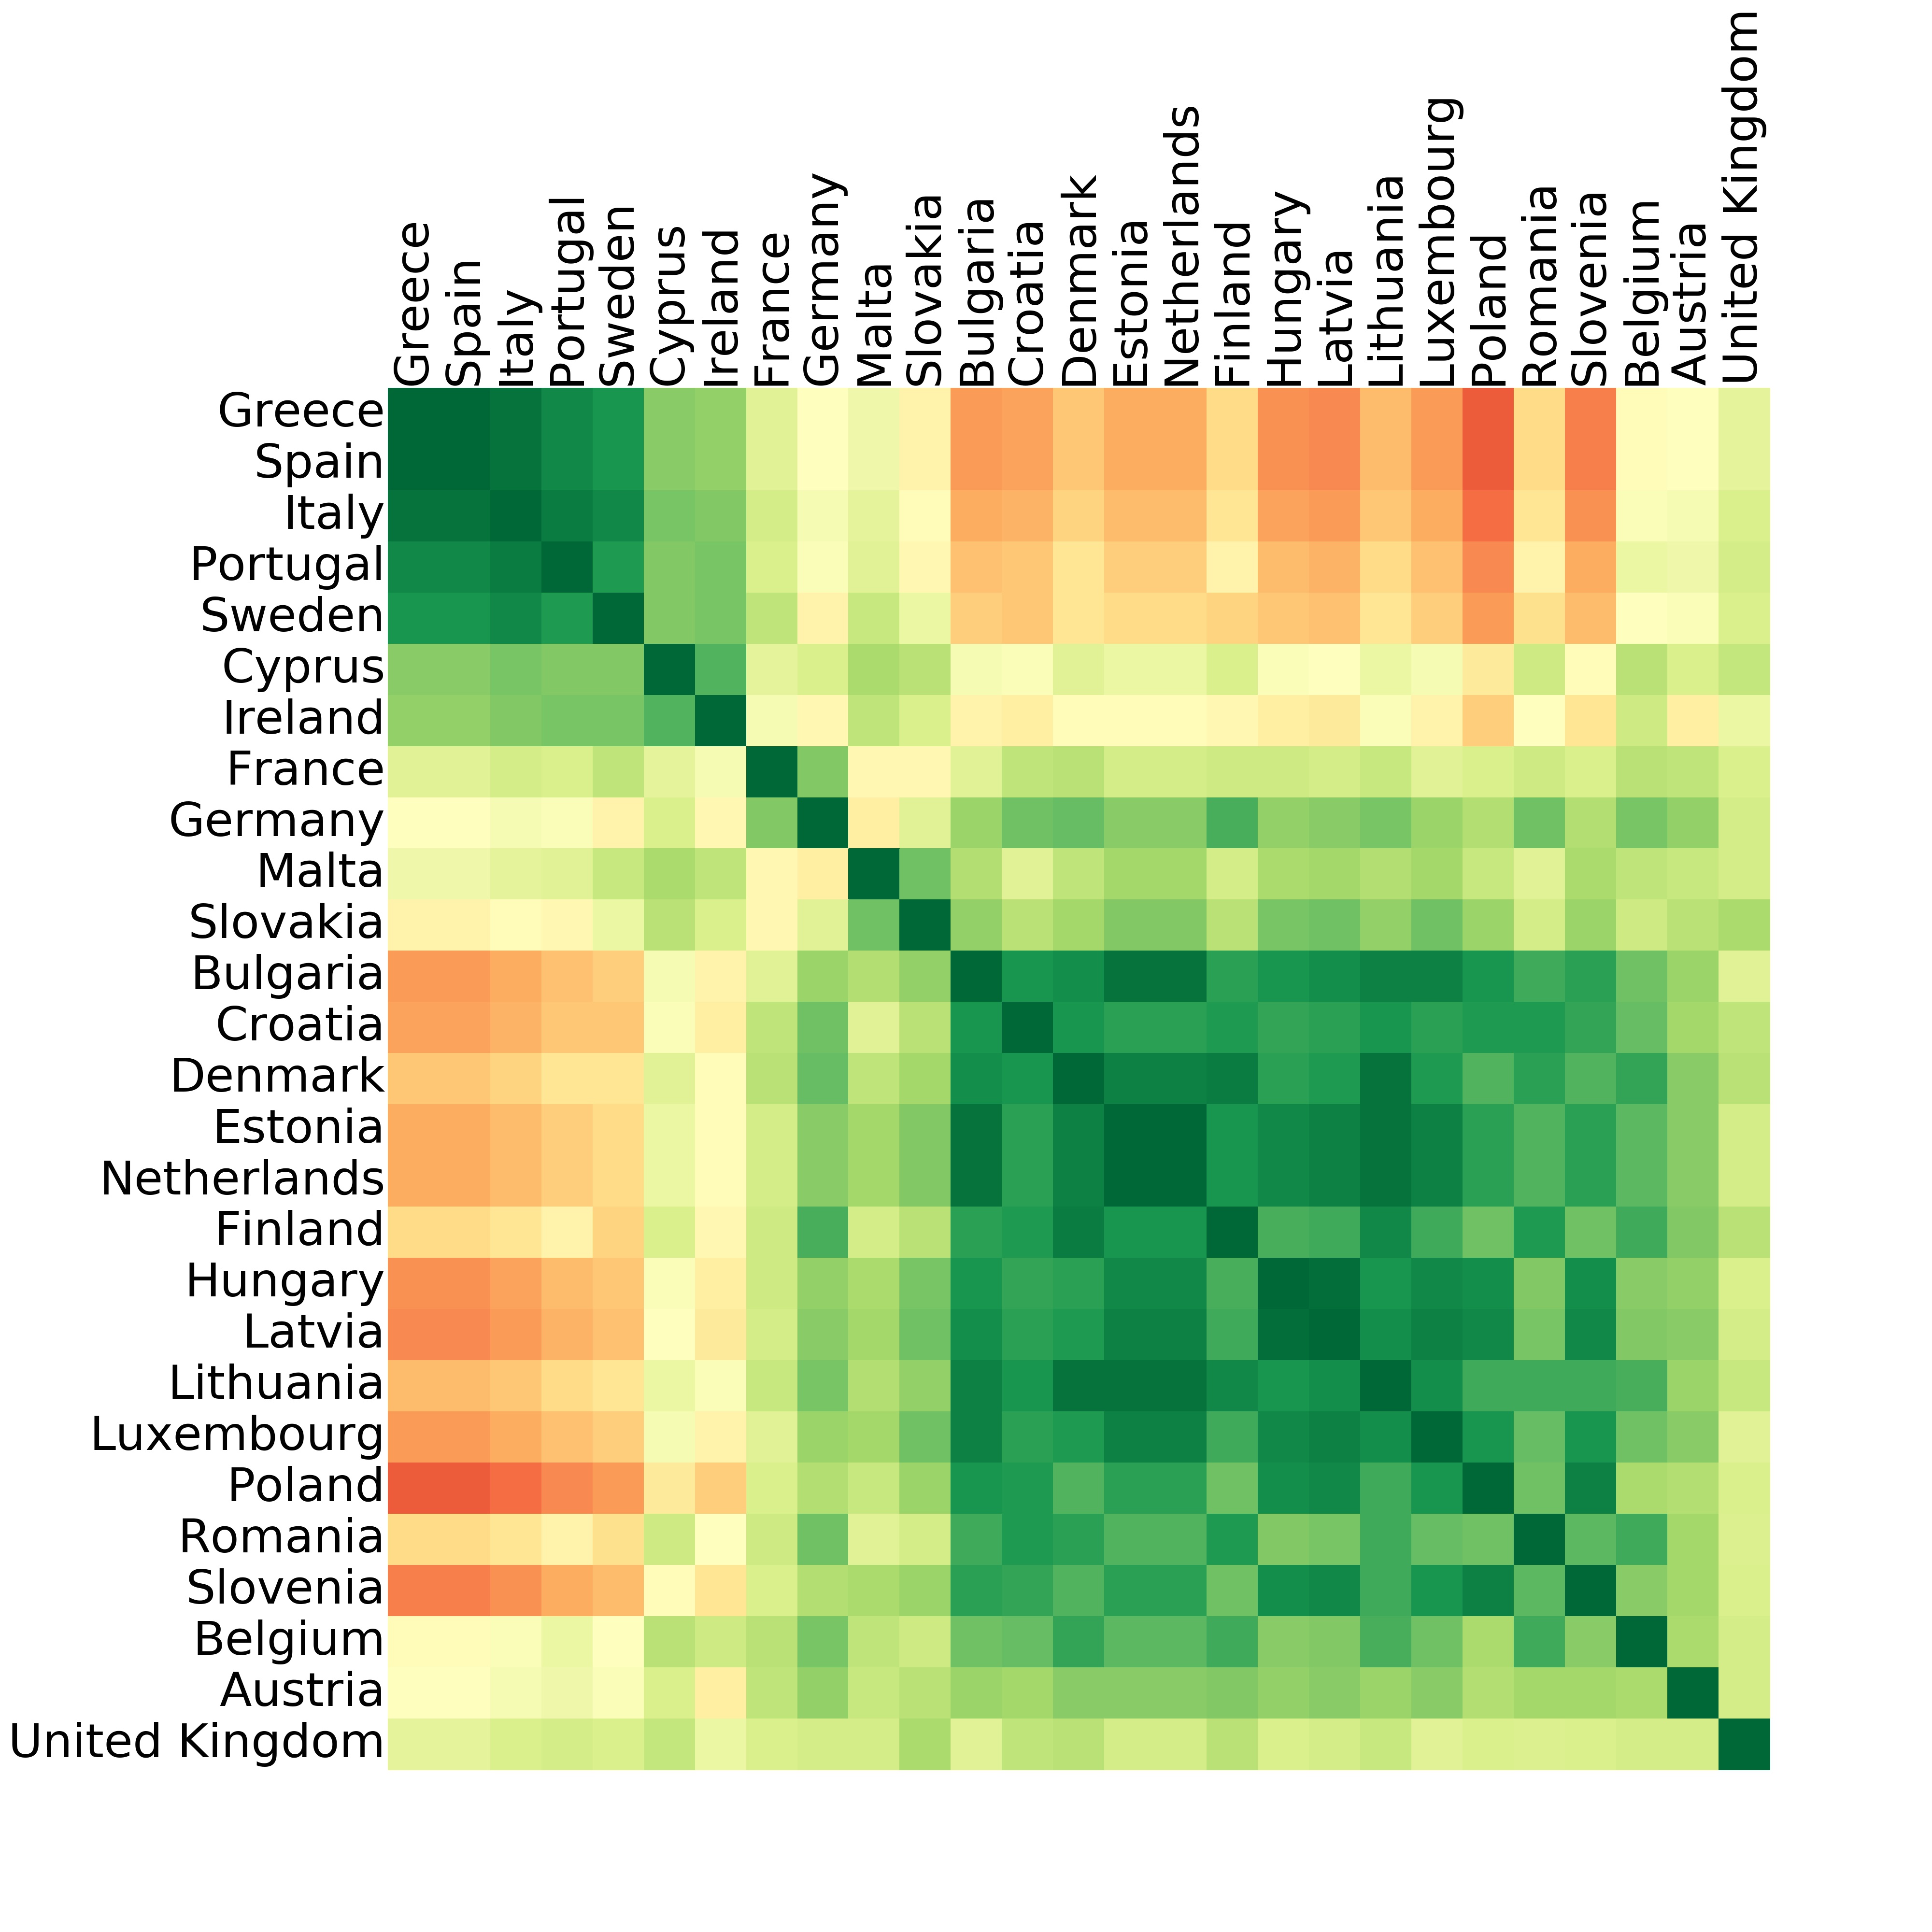 Greece
Spain
Italy
Portugal
Sweden
Cyprus
Ireland
France
Germany
Malta
Slovakia
Bulgaria
Croatia
Denmark
Estonia
Netherlands
Finland
Hungary
Latvia
Lithuania
Luxembourg
Poland
Romania
Slovenia
Belgium
Austria
United Kingdom
Greece
Spain
Italy
Portugal
Sweden
Cyprus
Ireland
France
Germany
Malta
Slovakia
Bulgaria
Croatia
Denmark
Estonia
Netherlands
Finland
Hungary
Latvia
Lithuania
Luxembourg
Poland
Romania
Slovenia
Belgium
Austria
United Kingdom